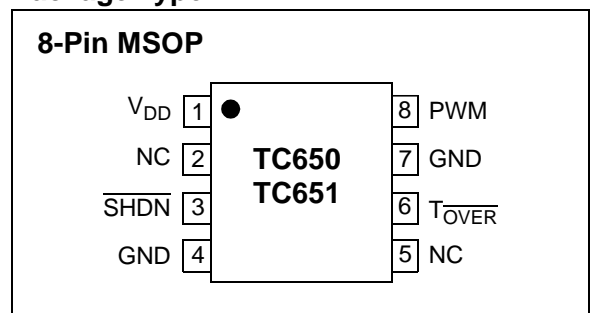 8-Pin MSOP
VDD 1
NC 2
SHDN 3
GND 4
TC650
TC651
8 PWM
7 GND
6 TOVER
5 NC